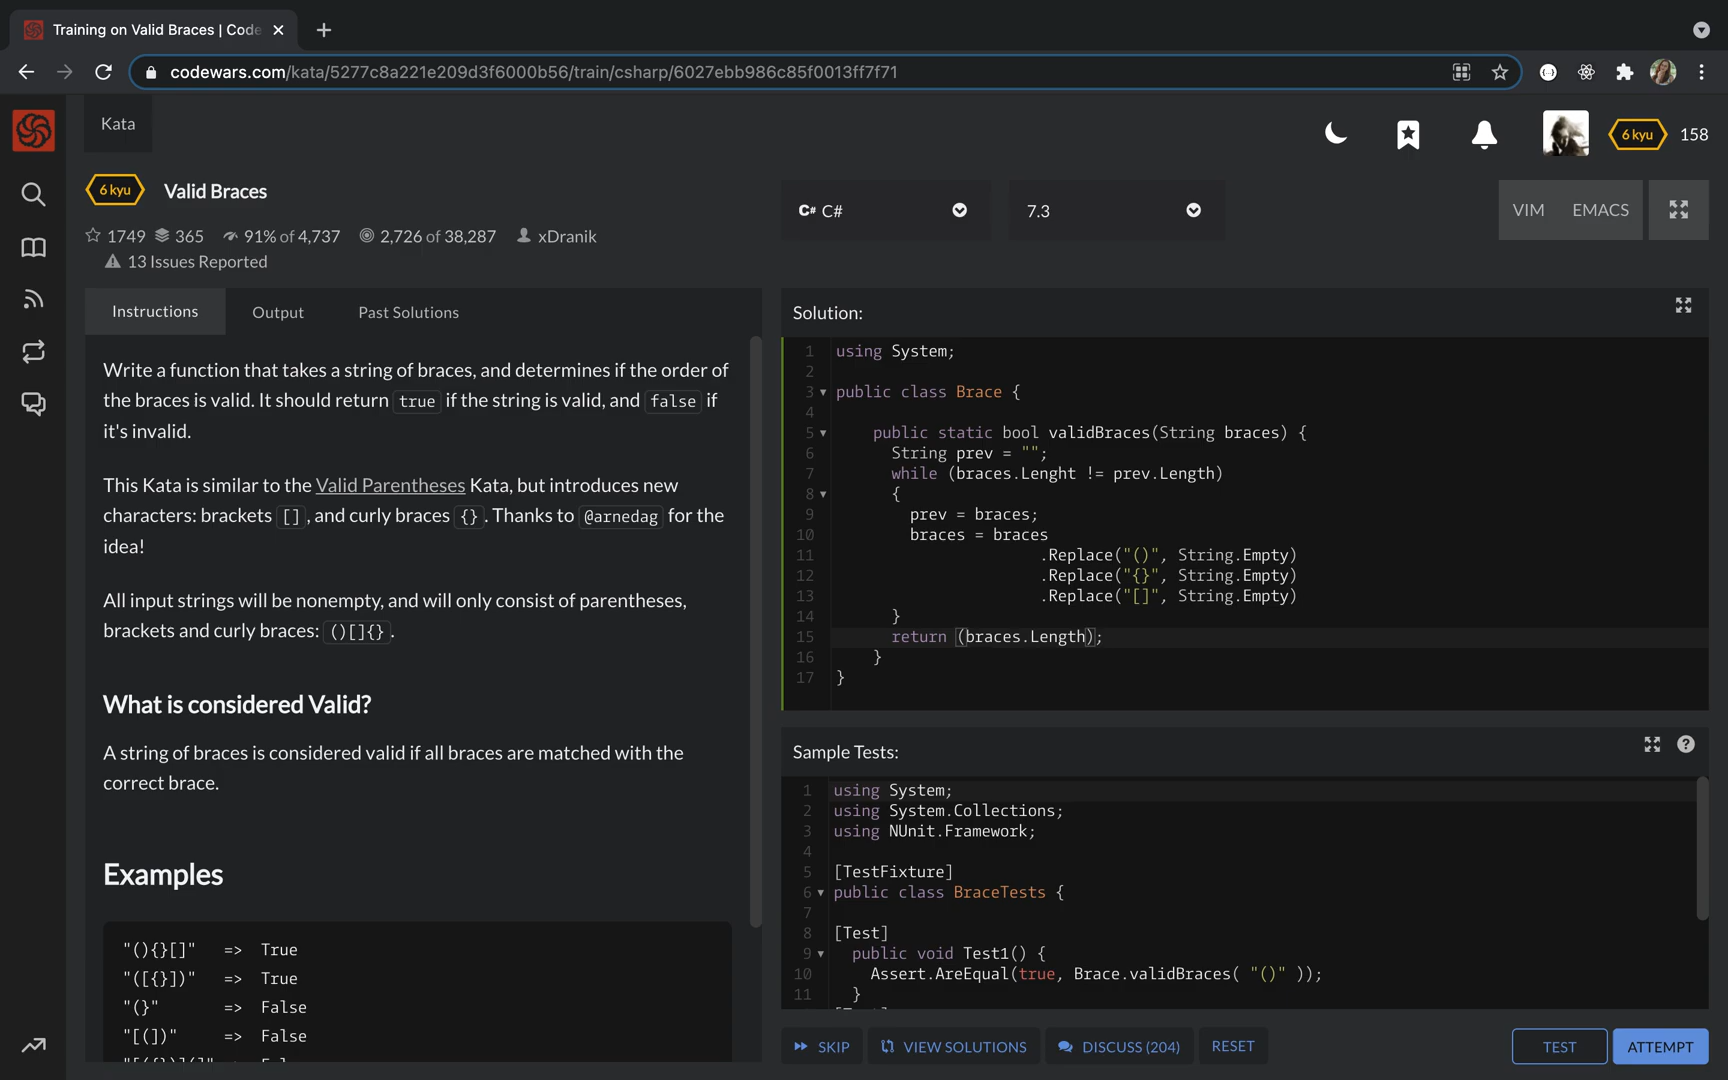 Training on Valid Braces | Code
codewars.com/kata/5277c8a221e209d3f6000b56/train/csharp/6027ebb986c85f0013ff7f71
Kata
6 kyu 158
6 kyu Valid Braces
1749 365 91% of 4,737 2,726 of 38,287 xDranik
13 Issues Reported
C# C#
7.3
VIM EMACS
Instructions Output Past Solutions
Write a function that takes a string of braces, and determines if the order of
the braces is valid. It should return true if the string is valid, and false if
it's invalid.
This Kata is similar to the Valid Parentheses Kata, but introduces new
characters: brackets [], and curly braces {}. Thanks to @arnedag for the
idea!
All input strings will be nonempty, and will only consist of parentheses,
brackets and curly braces: ()[]{}.
What is considered Valid?
A string of braces is considered valid if all braces are matched with the
correct brace.
Examples
"(){}[]" => True
"([{}])" => True
"(}" => False
"[(])" => False
Solution:
1 using System;
2
3 public class Brace {
4
5 public static bool validBraces(String braces) {
6 String prev = "";
7 while (braces.Lenght != prev.Length)
8 {
9 prev = braces;
10 braces = braces
11 .Replace("()", String.Empty)
12 .Replace("{}", String.Empty)
13 .Replace("[]", String.Empty)
14 }
15 return (braces.Length);
16 }
17 }
Sample Tests:
1 using System;
2 using System.Collections;
3 using NUnit.Framework;
4
5 [TestFixture]
6 public class BraceTests {
7
8 [Test]
9 public void Test1() {
10 Assert.AreEqual(true, Brace.validBraces( "()" ));
11 }
SKIP VIEW SOLUTIONS DISCUSS (204) RESET TEST ATTEMPT